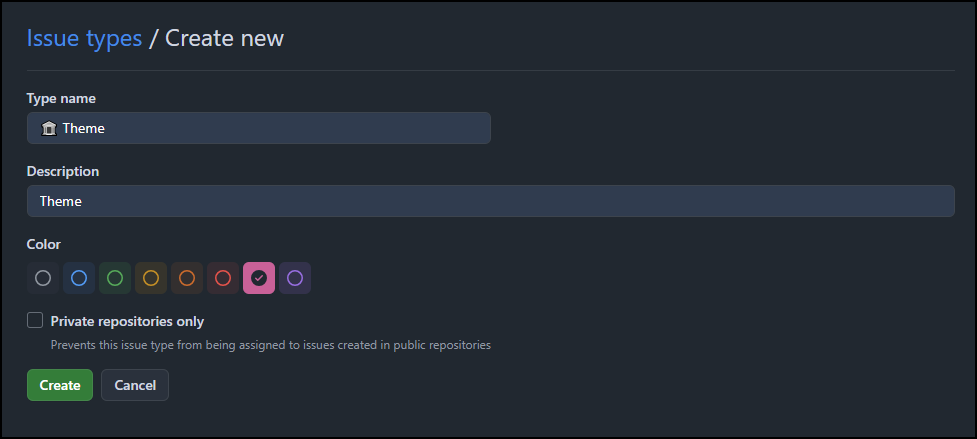 Issue types / Create new
Type name
🏛 Theme
Description
Theme
Color
Private repositories only
Prevents this issue type from being assigned to issues created in public repositories
Create Cancel